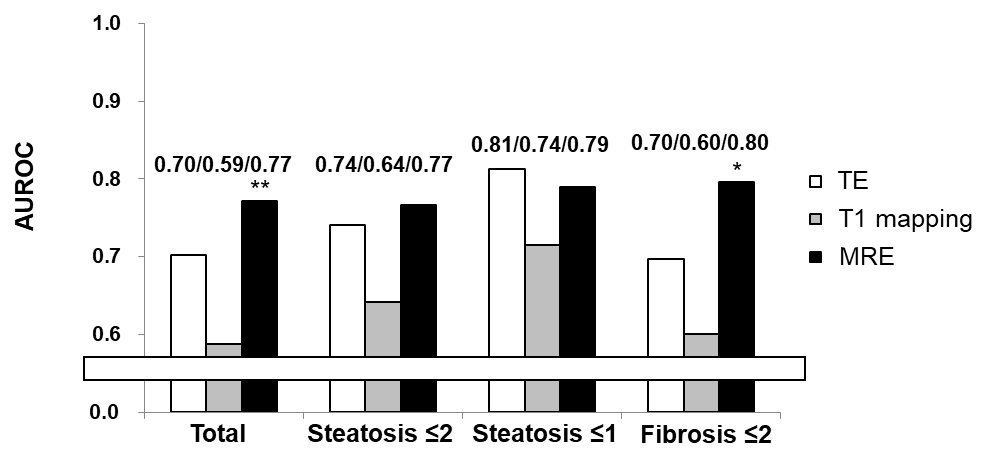 AUROC
1.0
0.9
0.8
0.7
0.6
0.0
0.70/0.59/0.77
**
0.74/0.64/0.77
0.81/0.74/0.79
0.70/0.60/0.80
*
Total
Steatosis ≤2
Steatosis ≤1
Fibrosis ≤2
TE
T1 mapping
MRE